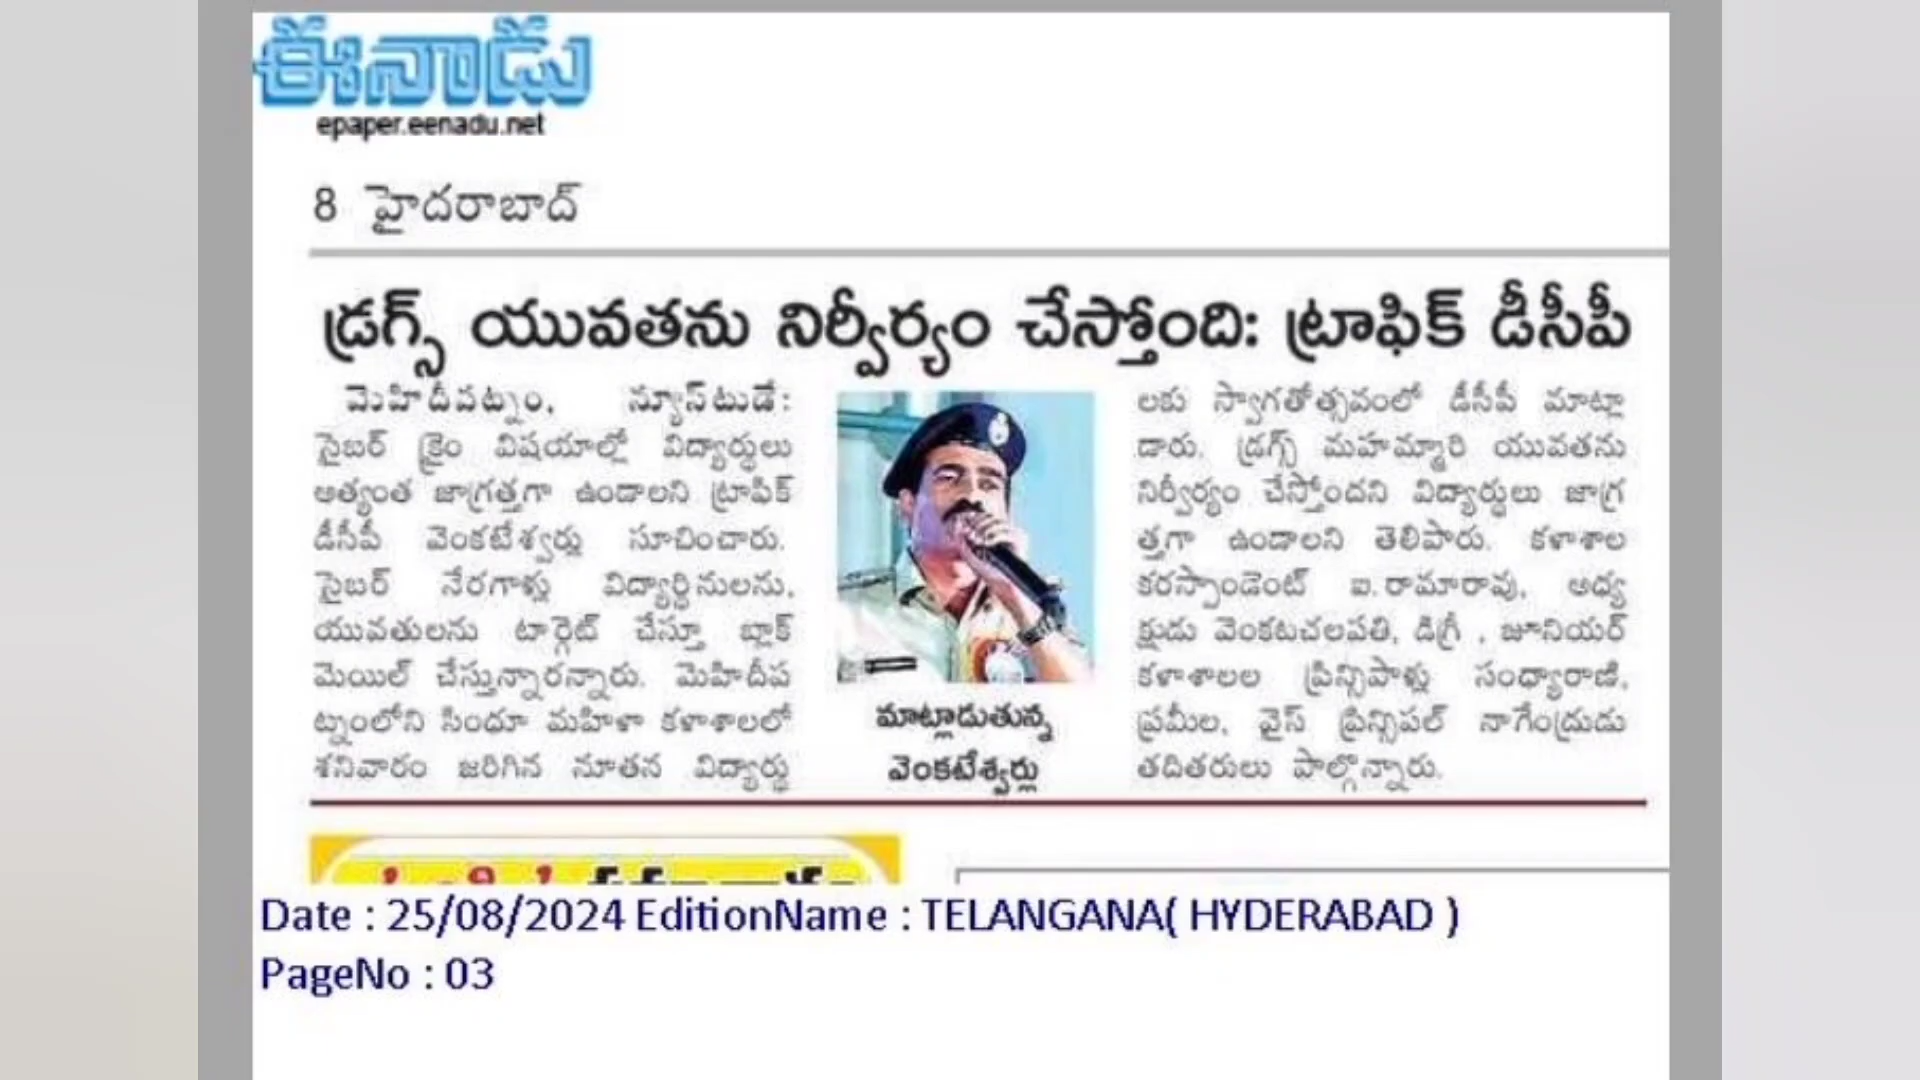 ఈనాడు
epaper.eenadu.net
8 హైదరాబాద్
డ్రగ్స్ యువతను నిర్వీర్యం చేస్తోంది: ట్రాఫిక్ డీసీపీ
మెహిదీపట్నం, న్యూస్‌టుడే:
సైబర్ క్రైం విషయాల్లో విద్యార్థులు
అత్యంత జాగ్రత్తగా ఉండాలని ట్రాఫిక్
డీసీపీ వెంకటేశ్వర్లు సూచించారు.
సైబర్ నేరగాళ్లు విద్యార్థినులను,
యువతులను టార్గెట్ చేస్తూ బ్లాక్
మెయిల్ చేస్తున్నారన్నారు. మెహిదీప
ట్నంలోని సింధూ మహిళా కళాశాలలో
శనివారం జరిగిన నూతన విద్యార్థు
మాట్లాడుతున్న
వెంకటేశ్వర్లు
లకు స్వాగతోత్సవంలో డీసీపీ మాట్లా
డారు. డ్రగ్స్ మహమ్మారి యువతను
నిర్వీర్యం చేస్తోందని విద్యార్థులు జాగ్ర
త్తగా ఉండాలని తెలిపారు. కళాశాల
కరస్పాండెంట్ ఐ.రామారావు, అధ్య
క్షుడు వెంకటచలపతి, డిగ్రీ , జూనియర్
కళాశాలల ప్రిన్సిపాళ్లు సంధ్యారాణి,
ప్రమీల, వైస్ ప్రిన్సిపల్ నాగేంద్రుడు
తదితరులు పాల్గొన్నారు.
Date : 25/08/2024 EditionName : TELANGANA( HYDERABAD )
PageNo : 03